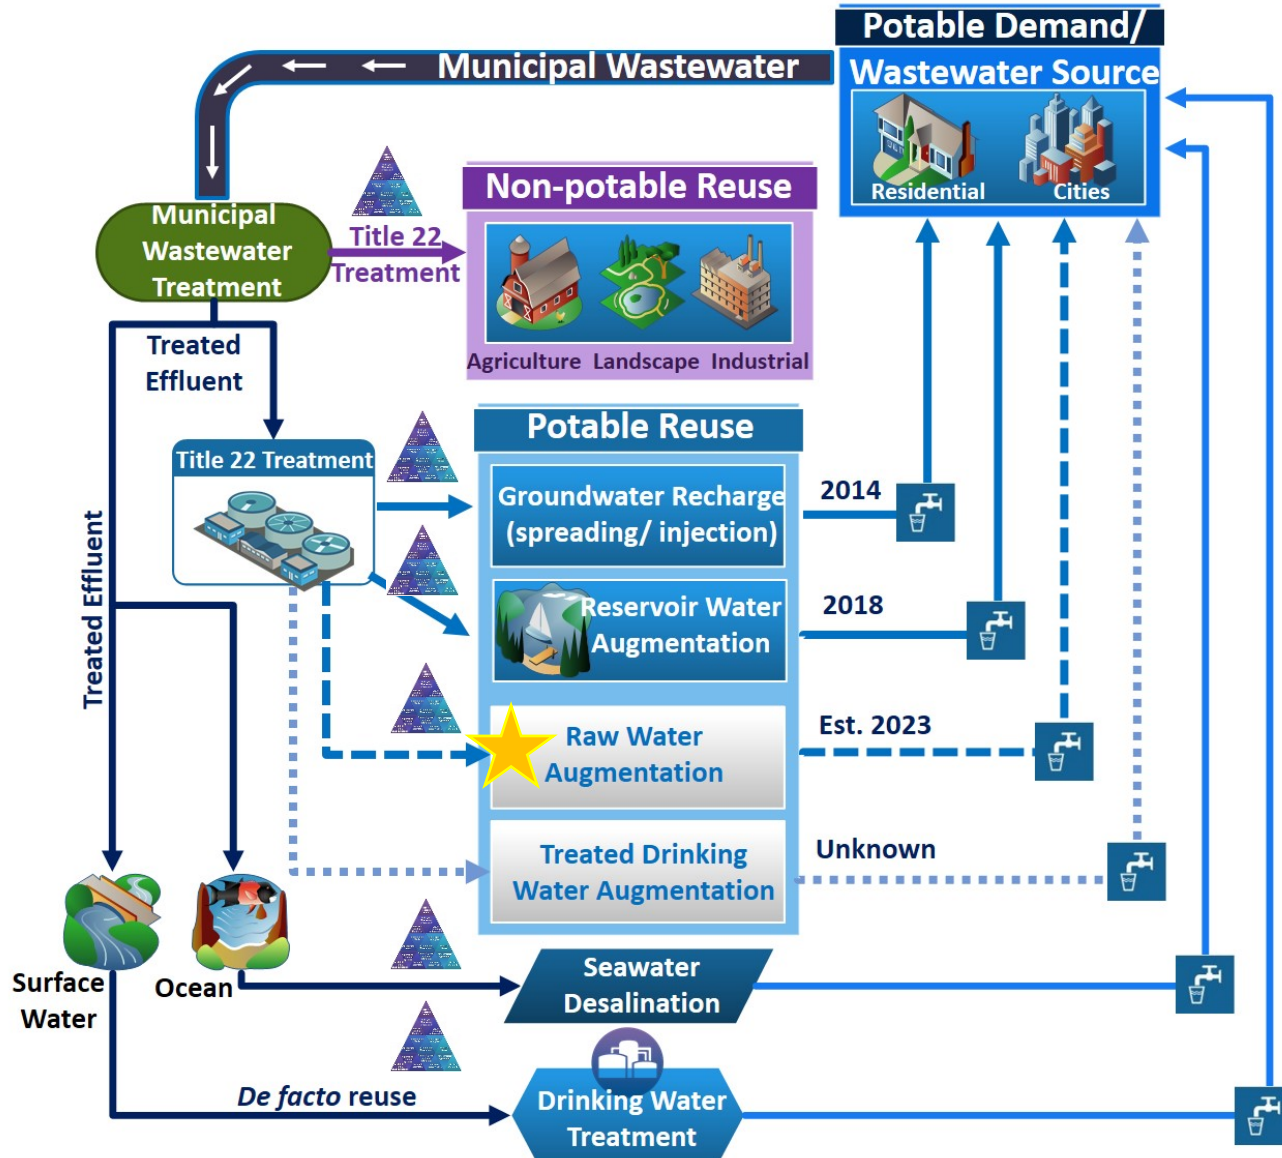 Potable Demand/
Wastewater Source
Residential
Cities
Municipal Wastewater
Municipal
Wastewater
Treatment
Title 22
Treatment
Non-potable Reuse
Agriculture
Landscape
Industrial
Treated
Effluent
Title 22 Treatment
Treated Effluent
Potable Reuse
Groundwater Recharge
(spreading/ injection)
2014
Reservoir Water
Augmentation
2018
Raw Water
Augmentation
Est. 2023
Treated Drinking
Water Augmentation
Unknown
Surface
Water
Ocean
Seawater
Desalination
De facto reuse
Drinking Water
Treatment